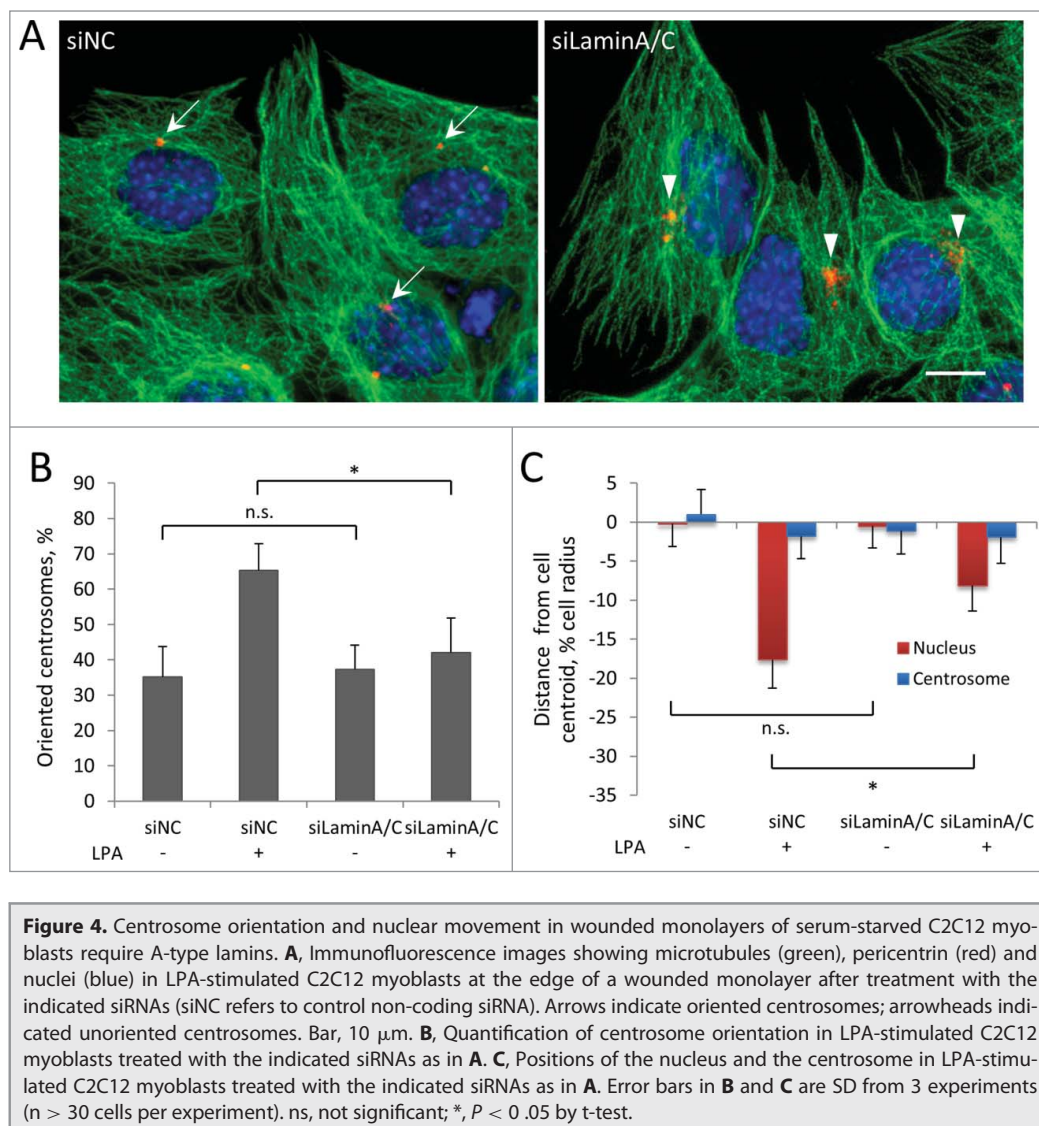 A
siNC
siLaminA/C
B
Oriented centrosomes, %
90
80
70
60
50
40
30
20
10
0
n.s.
*
siNC siNC siLaminA/C siLaminA/C
LPA - + - +
C
Distance from cell
centroid, % cell radius
5
0
-5
-10
-15
-20
-25
-30
-35
Nucleus
Centrosome
n.s.
*
siNC siNC siLaminA/C siLaminA/C
LPA - + - +
Figure 4. Centrosome orientation and nuclear movement in wounded monolayers of serum-starved C2C12 myo-
blasts require A-type lamins. A, Immunofluorescence images showing microtubules (green), pericentrin (red) and
nuclei (blue) in LPA-stimulated C2C12 myoblasts at the edge of a wounded monolayer after treatment with the
indicated siRNAs (siNC refers to control non-coding siRNA). Arrows indicate oriented centrosomes; arrowheads indi-
cated unoriented centrosomes. Bar, 10 μm. B, Quantification of centrosome orientation in LPA-stimulated C2C12
myoblasts treated with the indicated siRNAs as in A. C, Positions of the nucleus and the centrosome in LPA-stimu-
lated C2C12 myoblasts treated with the indicated siRNAs as in A. Error bars in B and C are SD from 3 experiments
(n > 30 cells per experiment). ns, not significant; *, P < 0 .05 by t-test.